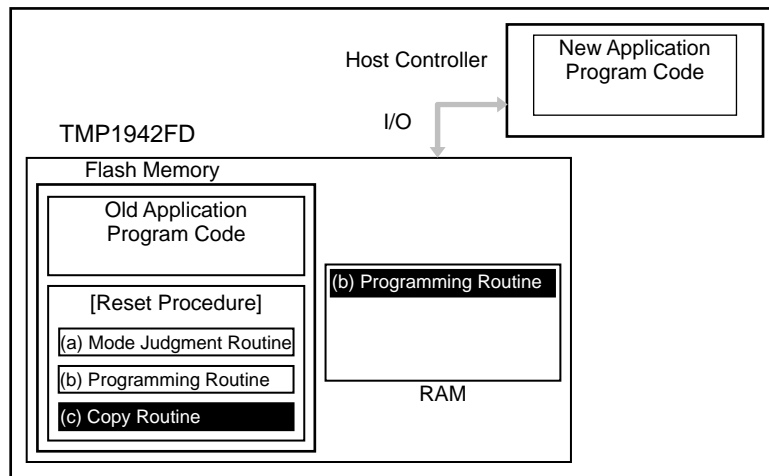 New Application
Program Code
Host Controller
I/O
TMP1942FD
Flash Memory
Old Application
Program Code
[Reset Procedure]
(a) Mode Judgment Routine
(b) Programming Routine
(c) Copy Routine
(b) Programming Routine
RAM